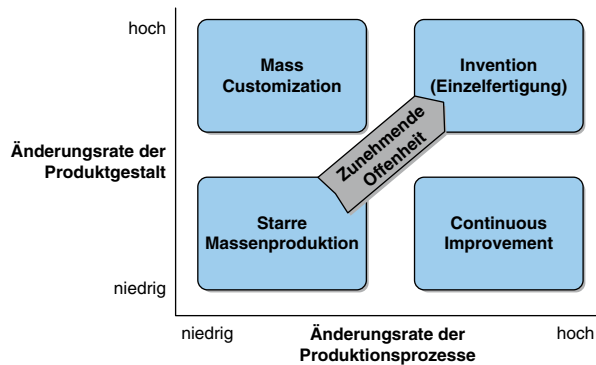 hoch
Mass
Customization
Invention
(Einzelfertigung)
Zunehmende
Offenheit
Änderungsrate der
Produktgestalt
Starre
Massenproduktion
Continuous
Improvement
niedrig
niedrig
Änderungsrate der
Produktionsprozesse
hoch